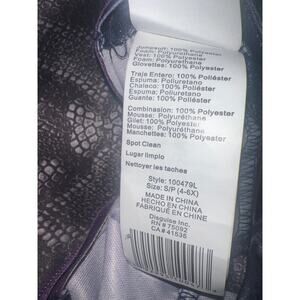 Jumpsuit: 100% Polyester
Foam: Polyurethane
Vest: 100% Polyester
Foam: Polyurethane
Glovettes: 100% Polyester
Traje Entero: 100% Poliéster
Espuma: Poliuretano
Chaleco: 100% Poliéster
Espuma: Poliuretano
Guante: 100% Poliéster
Combinaison: 100% Polyester
Mousse: Polyuréthane
Gilet: 100% Polyester
Mousse: Polyuréthane
Manchettes: 100% Polyester
Spot Clean
Lugar limpio
Nettoyer les taches
Style: 100479L
Size: S/P (4-6X)
MADE IN CHINA
HECHO EN CHINA
FABRIQUÉ EN CHINE
Disguise Inc.
RN # 75092
CA # 41535